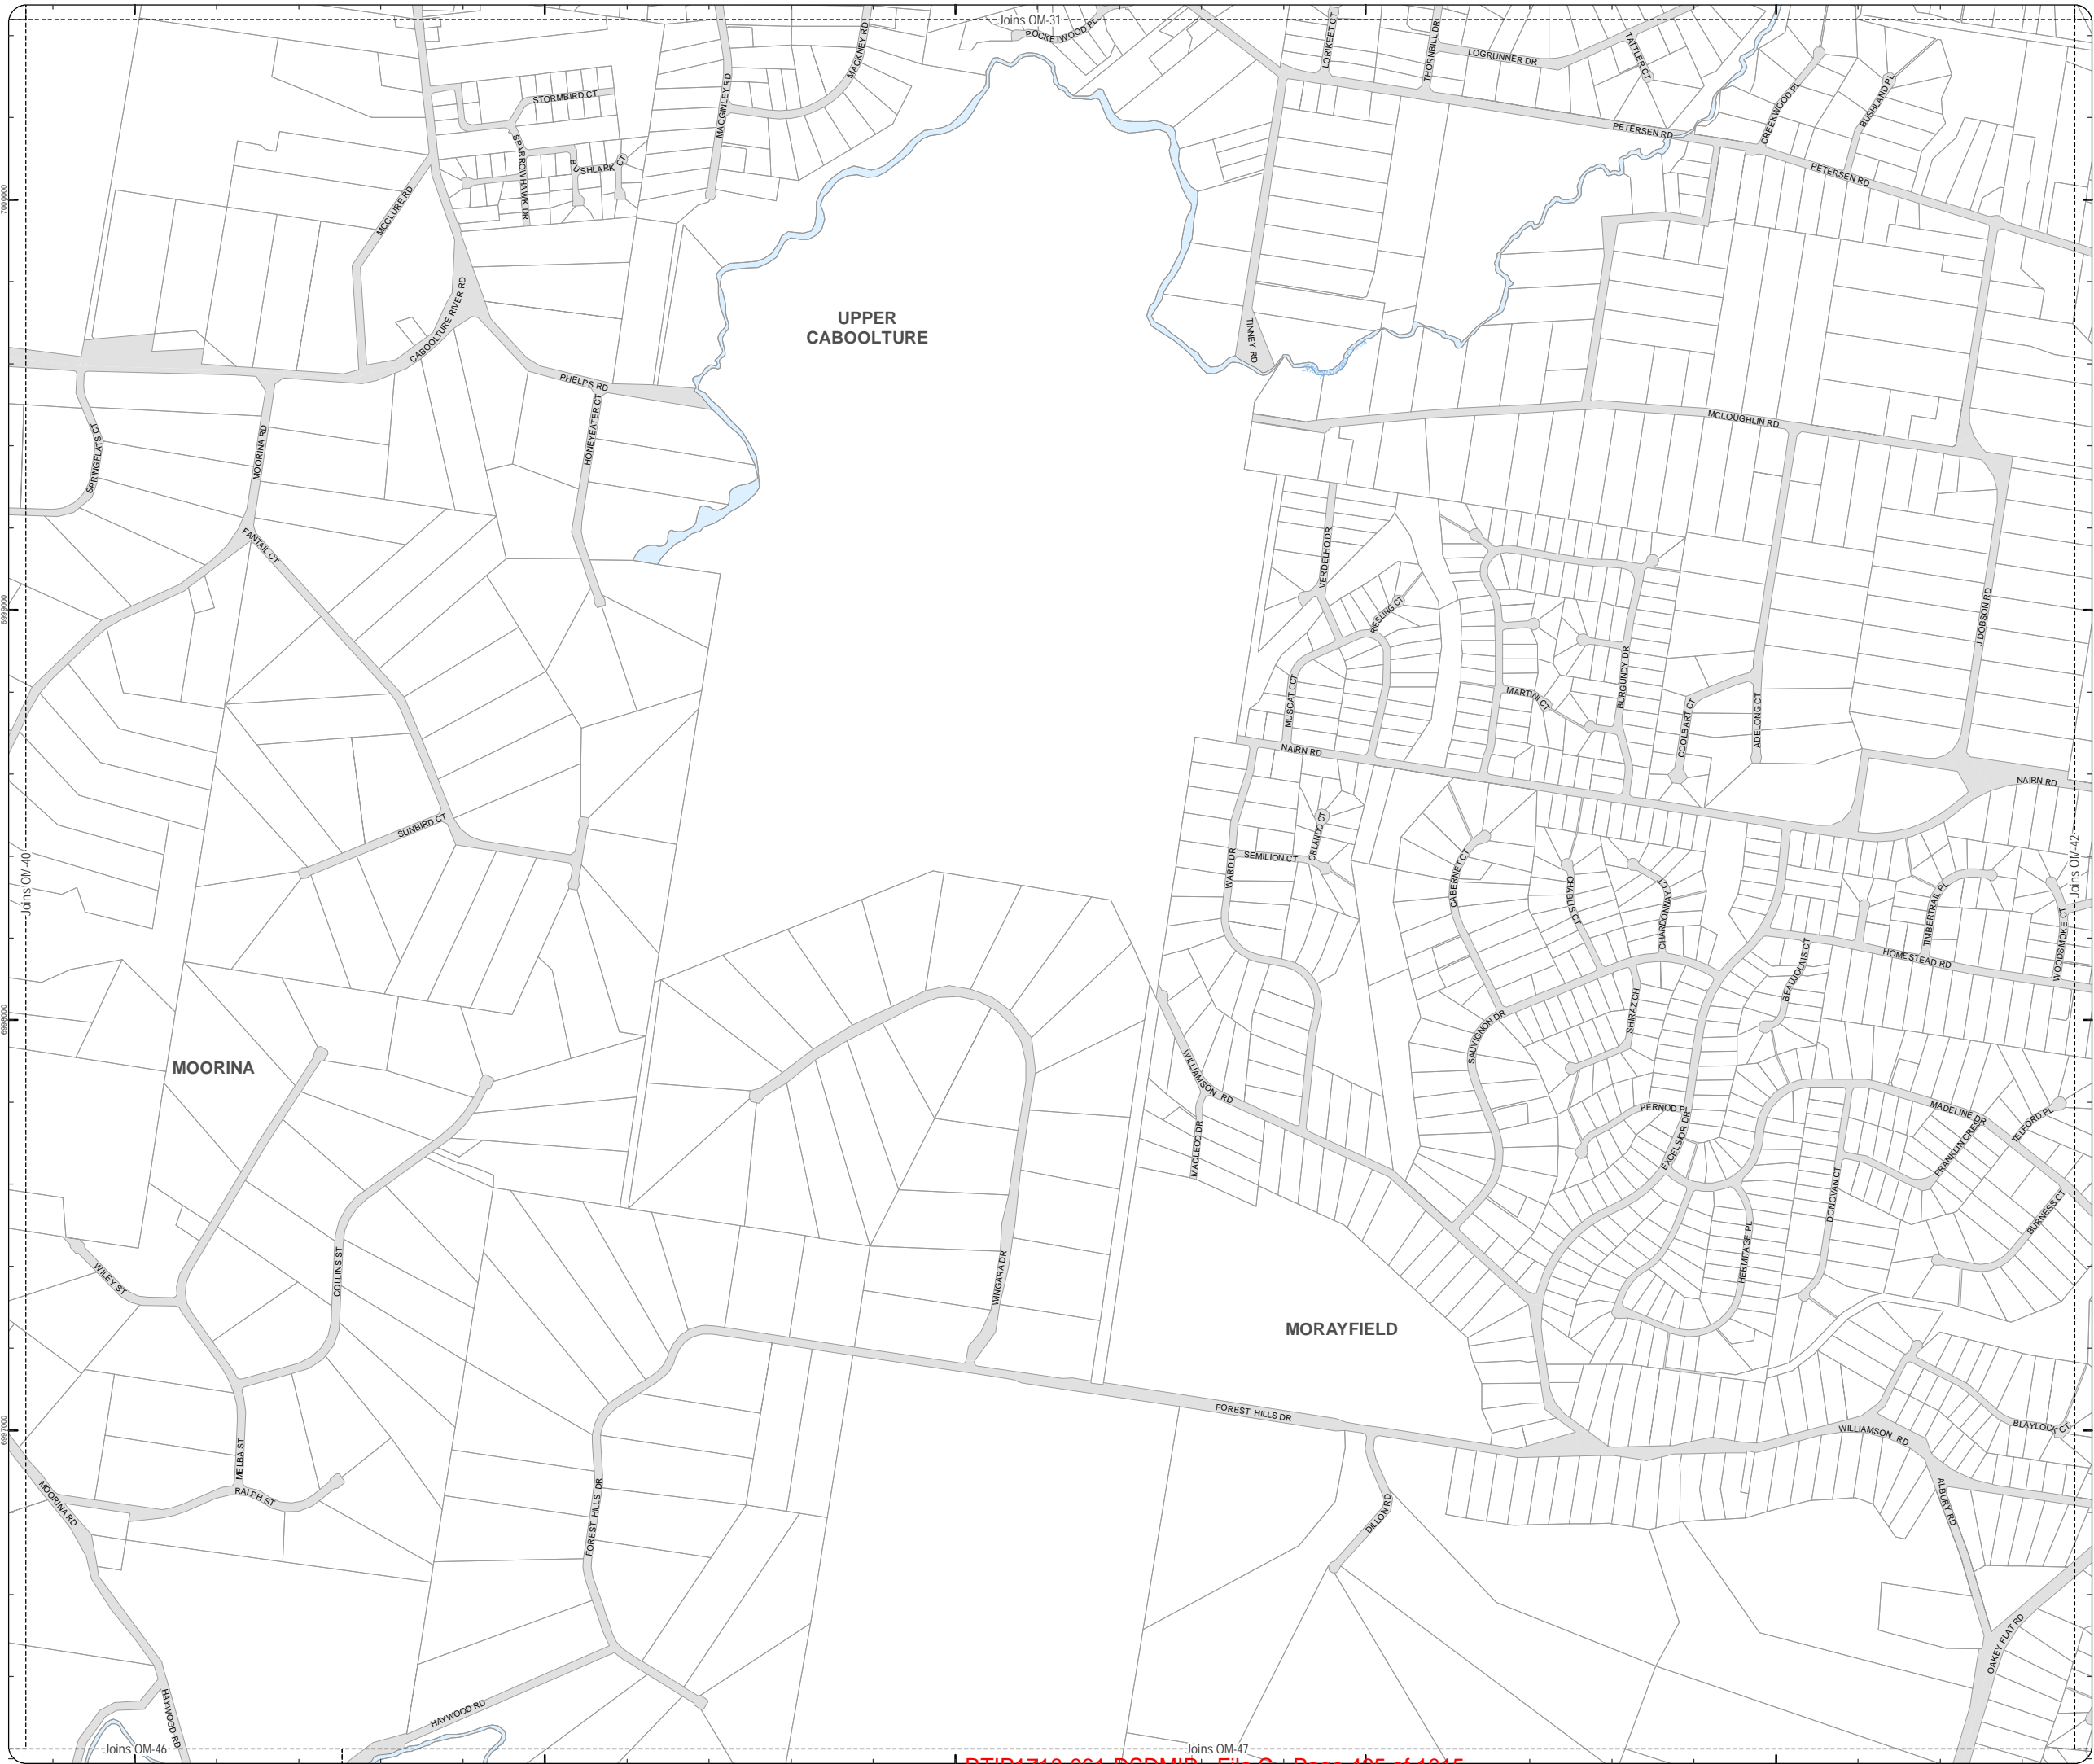 Joins OM-31
POCKETWOOD PL
MACKNEY RD
LORIKEET CT
THORNBILL DR
LOGRUNNER DR
TATTLER CT
CREEKWOOD PL
BUSHLAND PL
STORMBIRD CT
MACGINLEY RD
SPARROWHAWK DR
BUSHLARK CT
PETERSEN RD
PETERSEN RD
7000000
MCCLURE RD
CABOOLTURE RIVER RD
UPPER
CABOOLTURE
TINNEY RD
PHELPS RD
HONEYEATER CT
MCLOUGHLIN RD
SPRINGFLATS CT
MOORINA RD
FANTAIL CT
VERDELHO DR
RIESLING CT
6999000
J DOBSON RD
BURGUNDY DR
MARTINI CT
MUSCAT CCT
COOLBART CT
ADELONG CT
NAIRN RD
NAIRN RD
SUNBIRD CT
ORLANDO CT
SEMILION CT
WARD DR
CABERNET CT
CHABLIS CT
CHARDONNAY CT
TIMBERTRAIL PL
WOODSMOKE CT
Joins OM-40
Joins OM-42
BEAUJOLAIS CT
HOMESTEAD RD
6998000
SHIRAZ CH
SAUVIGNON DR
MOORINA
WILLIAMSON RD
MACLEOD DR
PERNOD PL
EXCELSIOR DR
MADELINE DR
FRANKLIN CRES
TELFORD PL
DONOVAN CT
BURNESS CT
HERMITAGE PL
WILEY ST
COLLINS ST
WINGARA DR
MORAYFIELD
FOREST HILLS DR
BLAYLOCK CT
WILLIAMSON RD
6997000
MELBA ST
RALPH ST
MOORINA RD
FOREST HILLS DR
DILLON RD
ALBURY RD
OAKEY FLAT RD
HAYWOOD RD
HAYWOOD RD
Joins OM-46
Joins OM-47